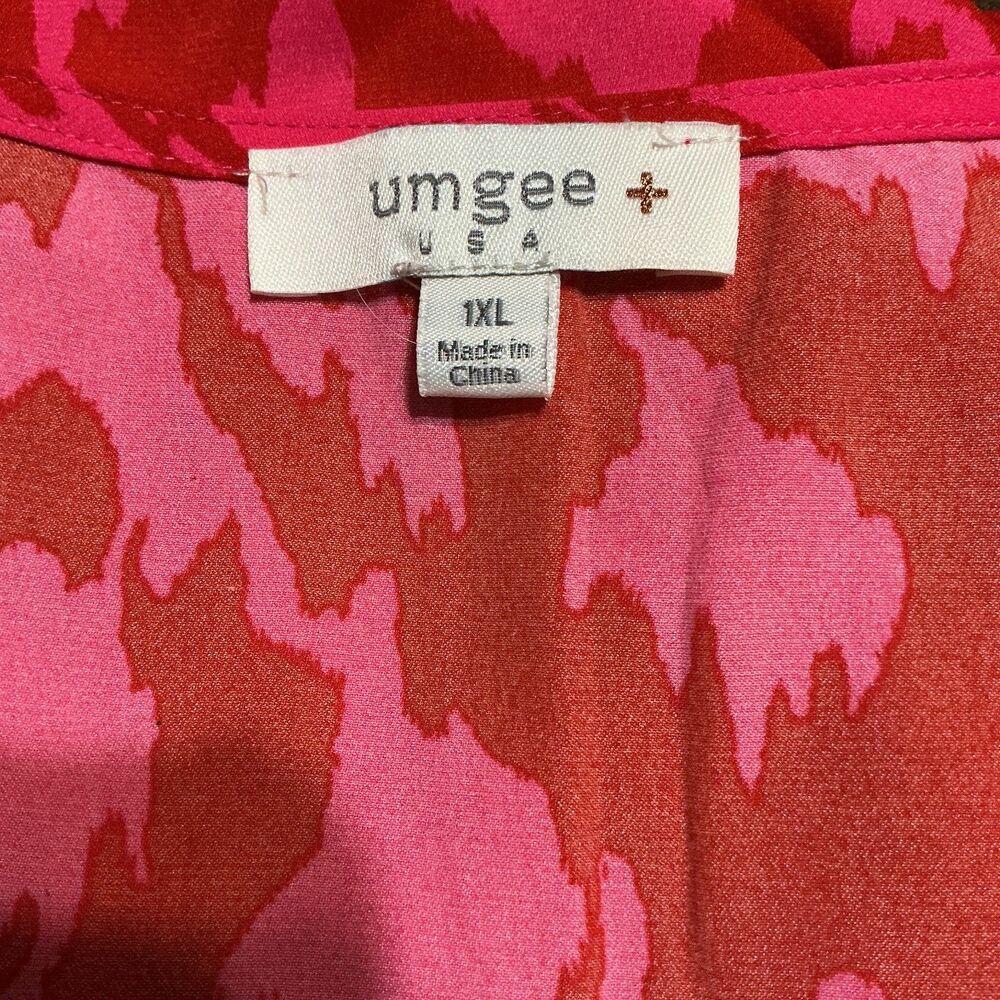 umgee +
USA
1XL
Made in
China